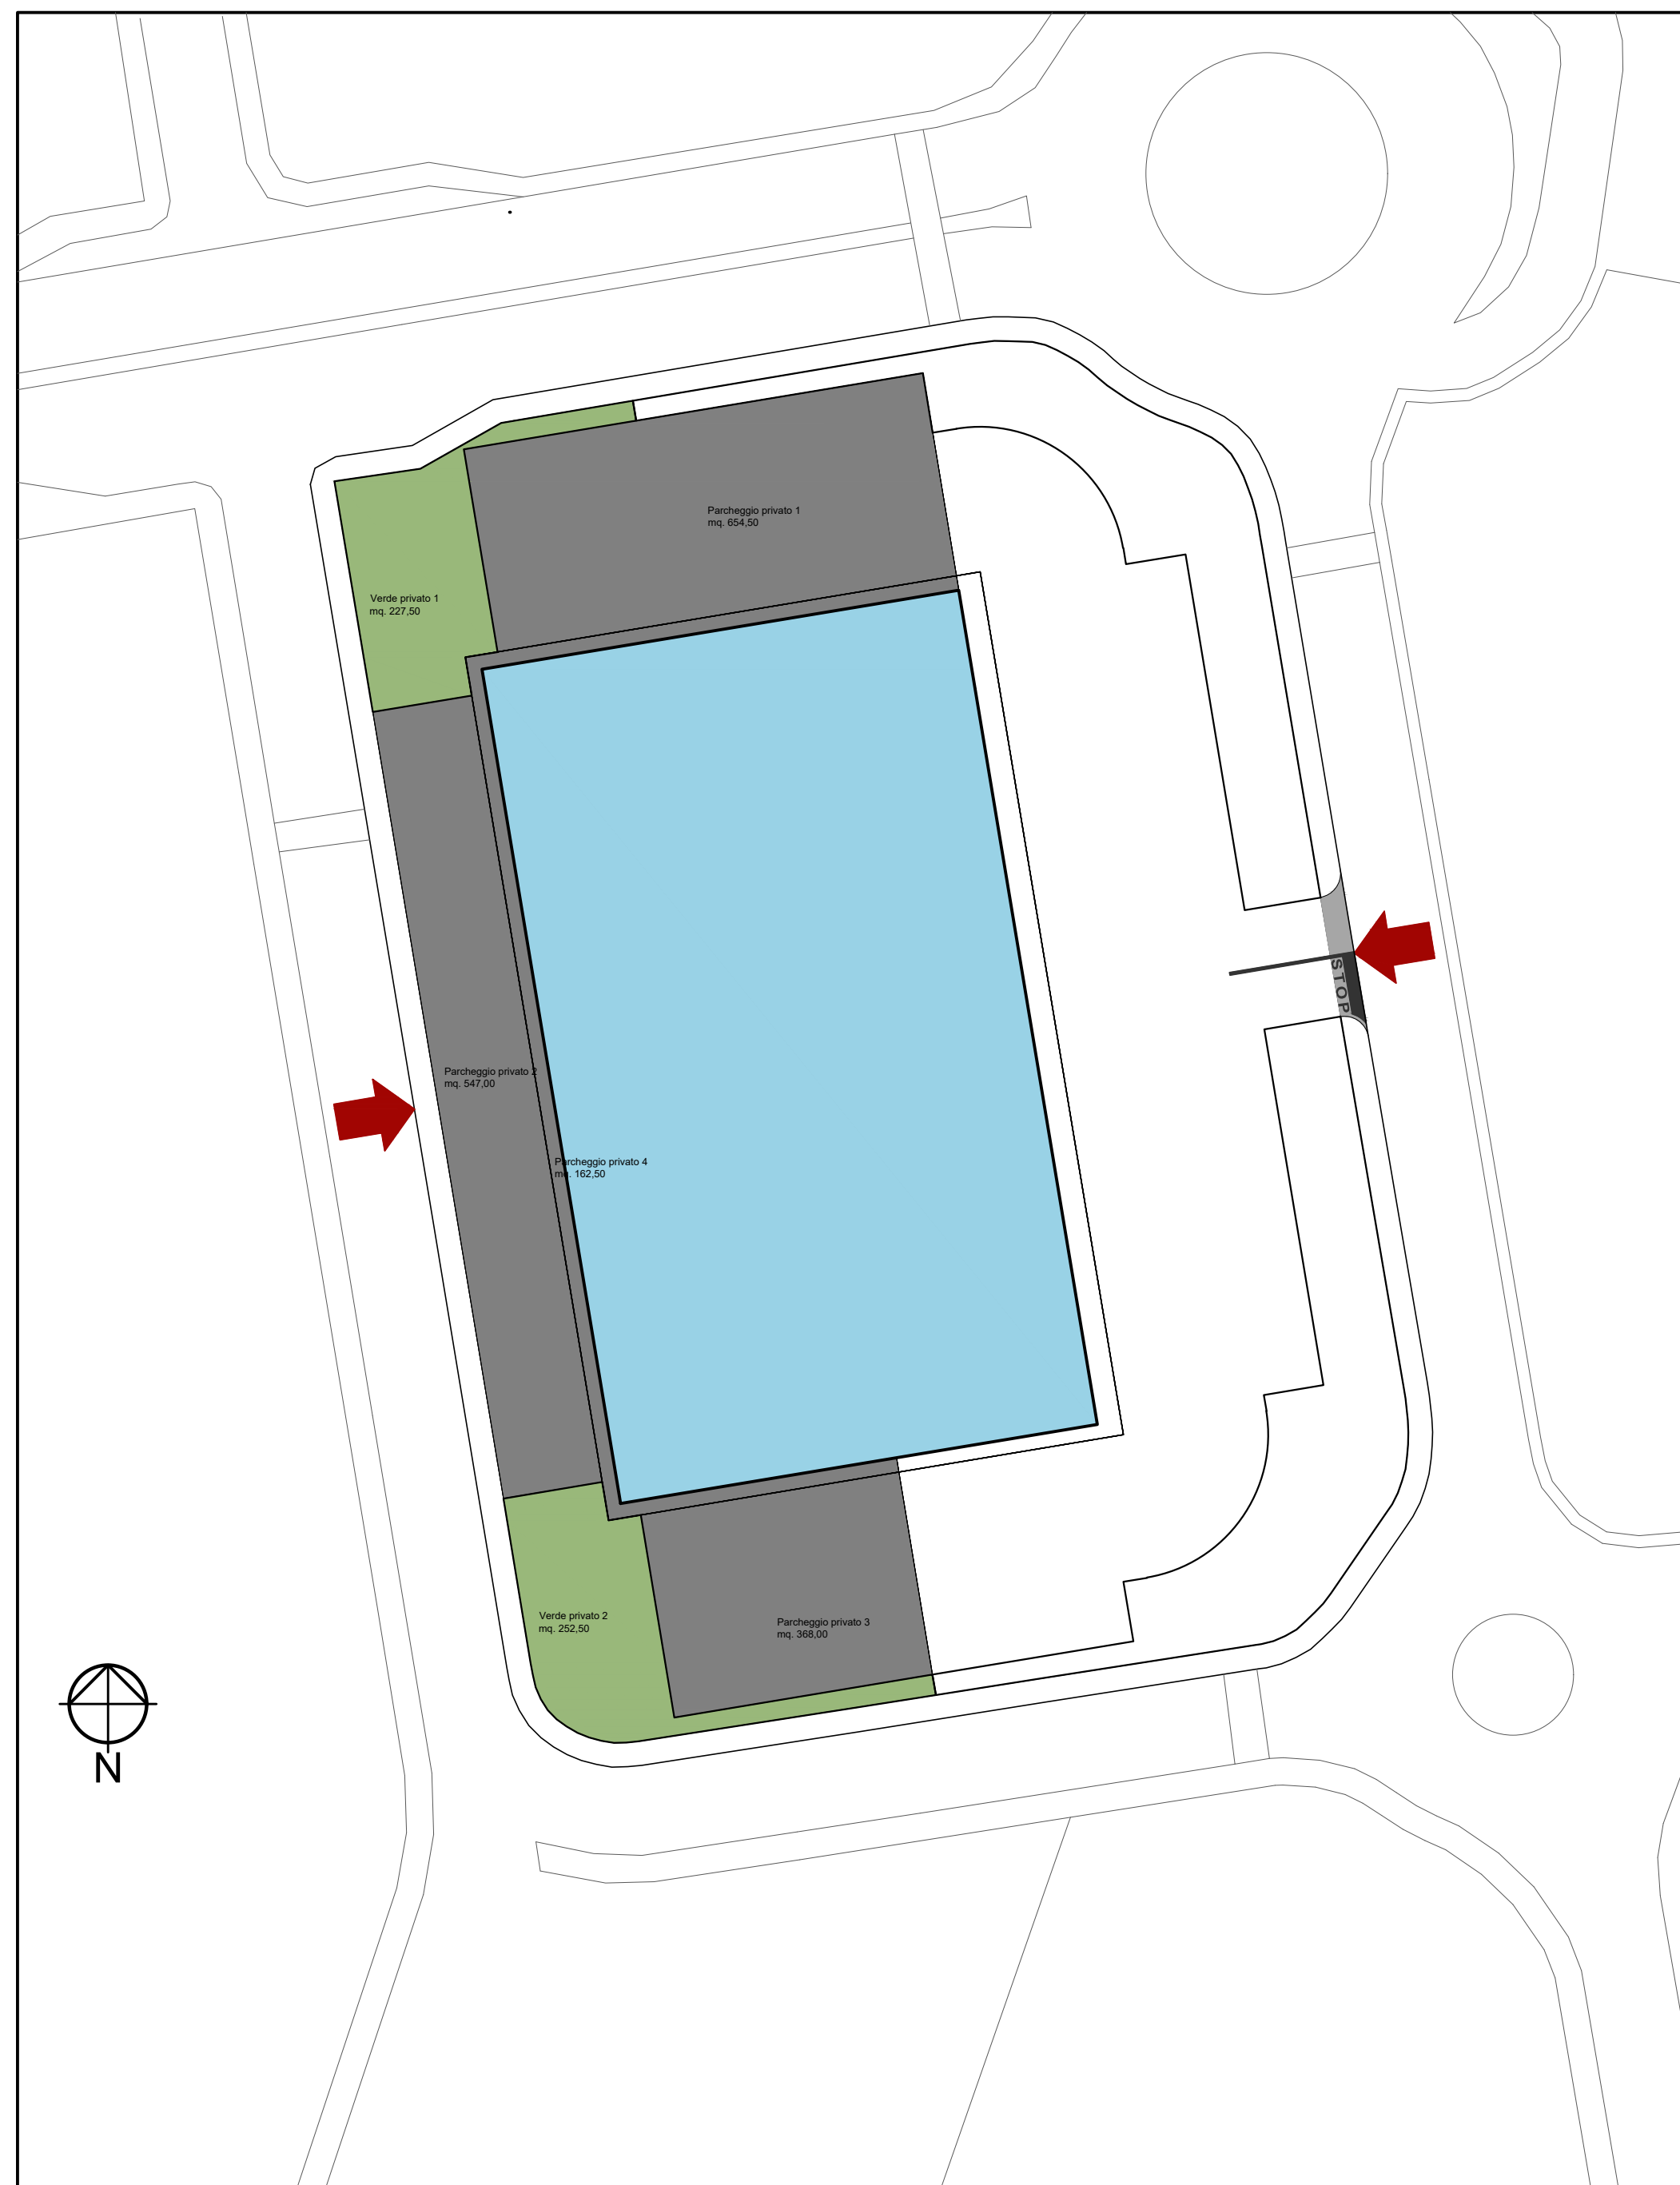 Parcheggio privato 1
mq. 654,50
Verde privato 1
mq. 227,50
STOP
Parcheggio privato 2
mq. 547,00
Parcheggio privato 4
mq. 162,50
Verde privato 2
mq. 252,50
Parcheggio privato 3
mq. 368,00
N